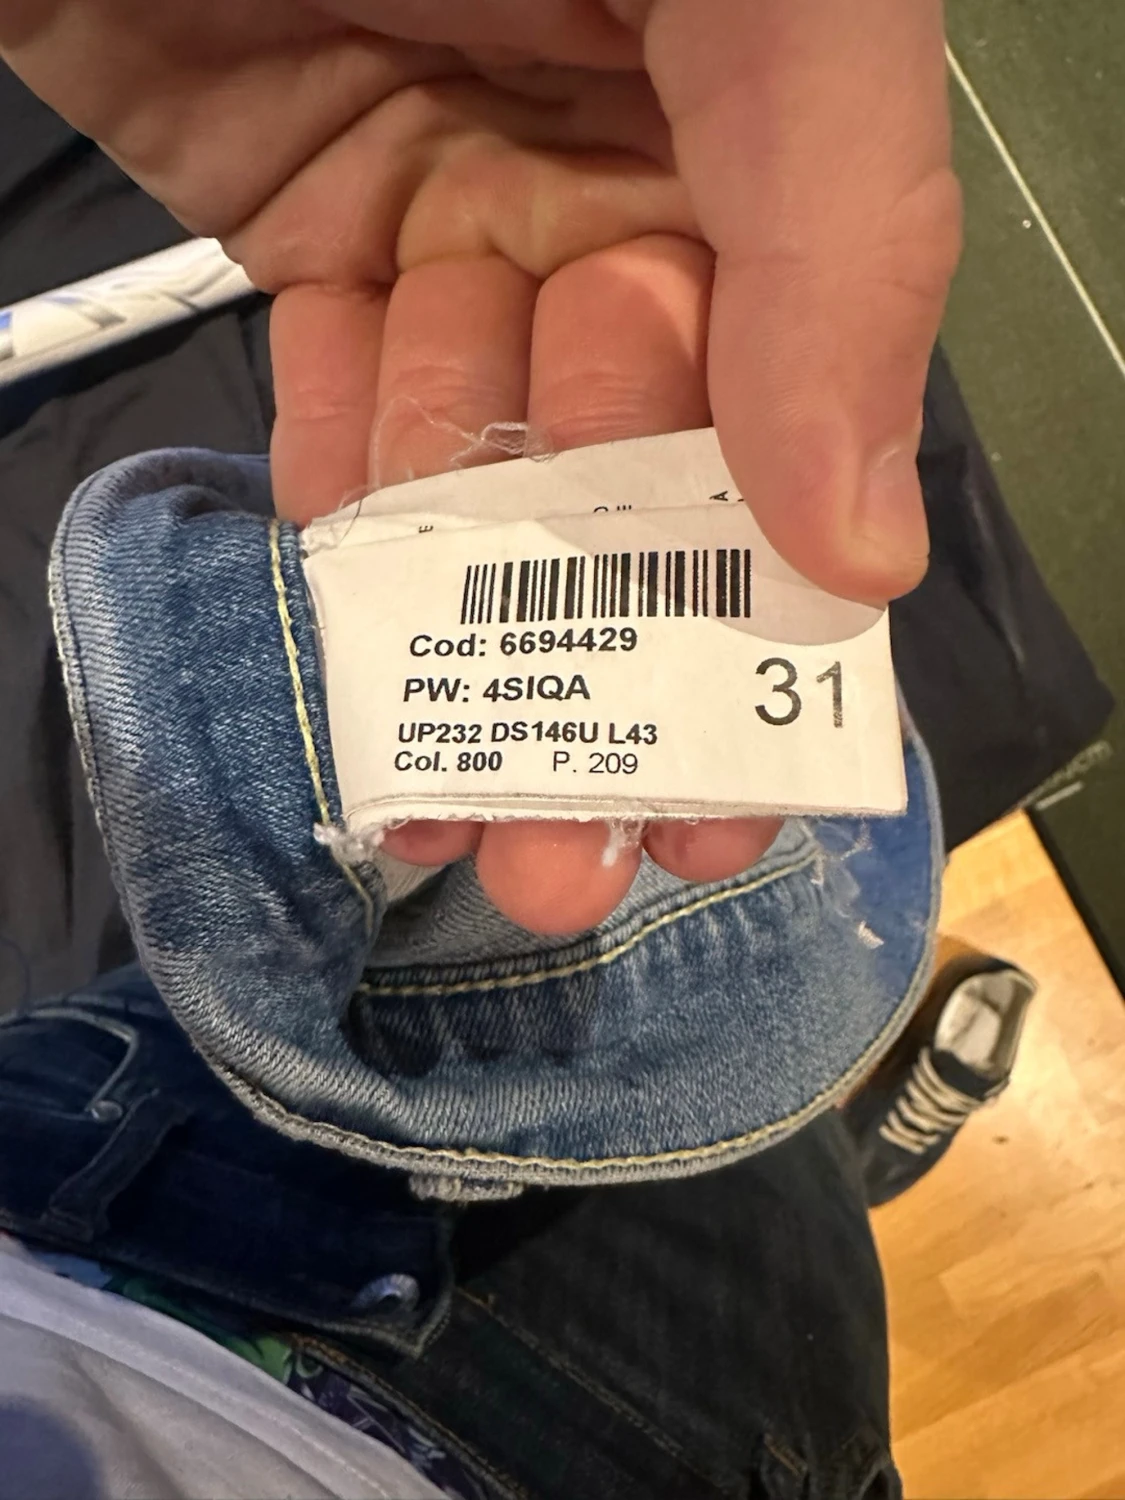 Cod: 6694429
PW: 4SIQA
31
UP232 DS146U L43
Col. 800 P. 209